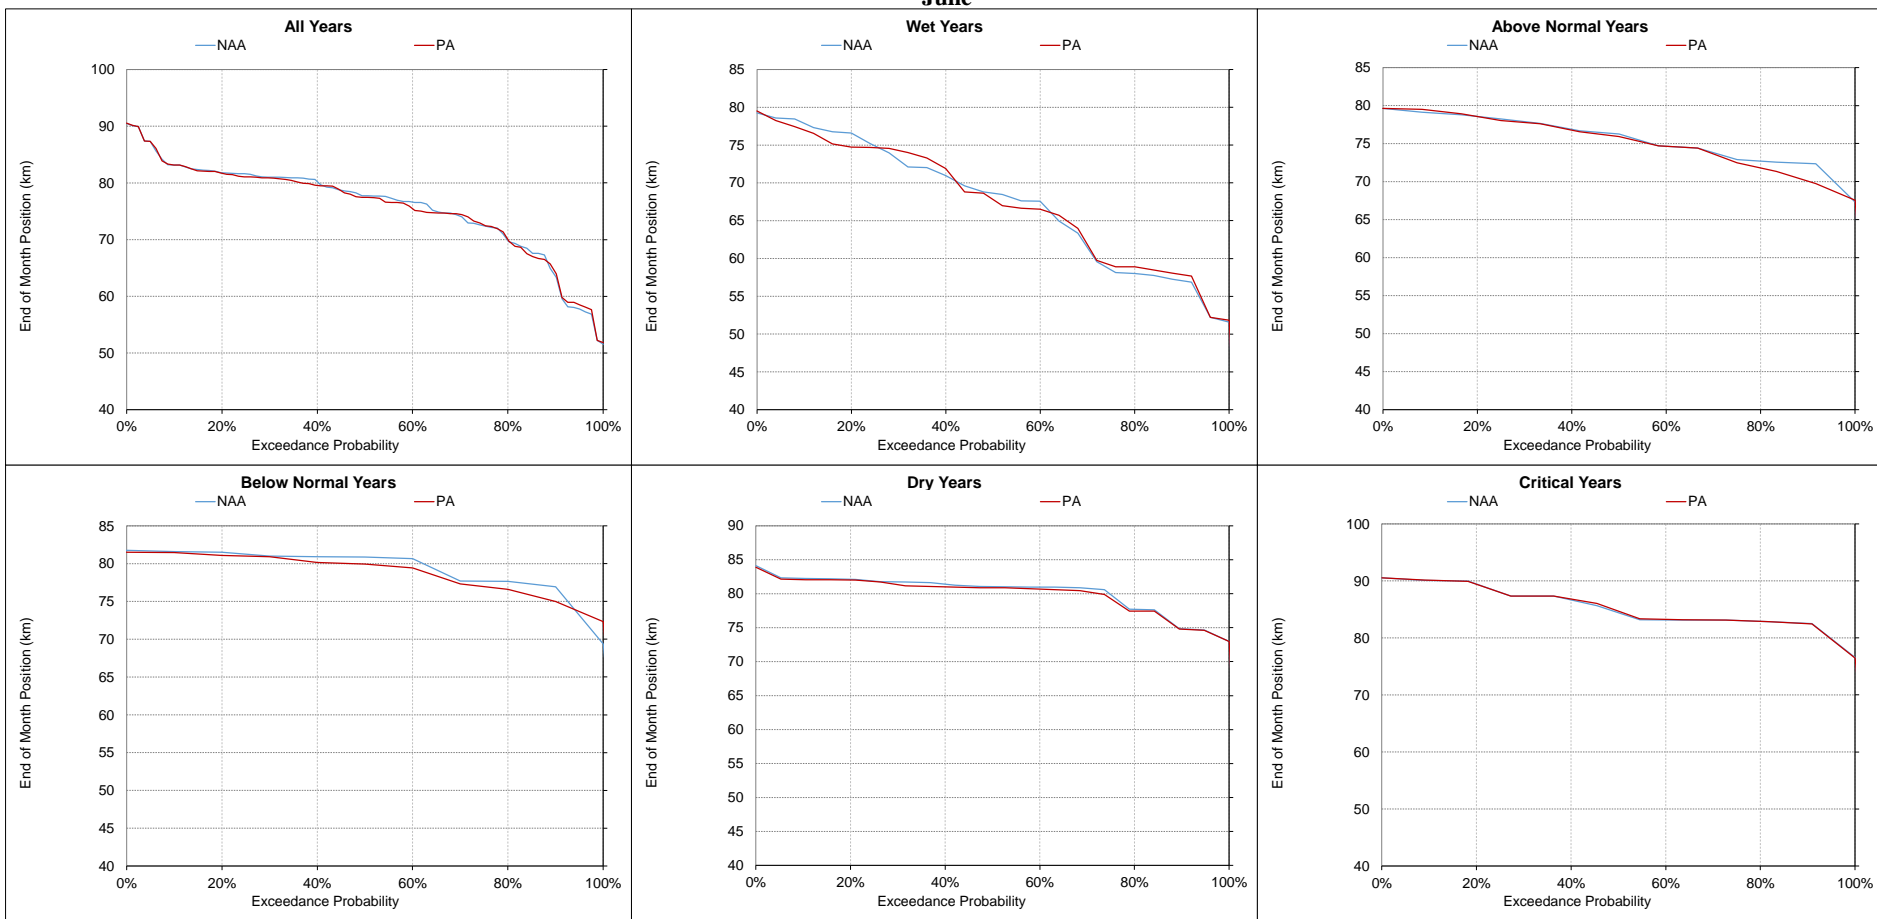 June
All Years
NAA PA
100
90
80
70
60
50
40
0% 20% 40% 60% 80% 100%
End of Month Position (km)
Exceedance Probability
Wet Years
NAA PA
85
80
75
70
65
60
55
50
45
40
0% 20% 40% 60% 80% 100%
End of Month Position (km)
Exceedance Probability
Above Normal Years
NAA PA
85
80
75
70
65
60
55
50
45
40
0% 20% 40% 60% 80% 100%
End of Month Position (km)
Exceedance Probability
Below Normal Years
NAA PA
85
80
75
70
65
60
55
50
45
40
0% 20% 40% 60% 80% 100%
End of Month Position (km)
Exceedance Probability
Dry Years
NAA PA
90
85
80
75
70
65
60
55
50
45
40
0% 20% 40% 60% 80% 100%
End of Month Position (km)
Exceedance Probability
Critical Years
NAA PA
100
90
80
70
60
50
40
0% 20% 40% 60% 80% 100%
End of Month Position (km)
Exceedance Probability